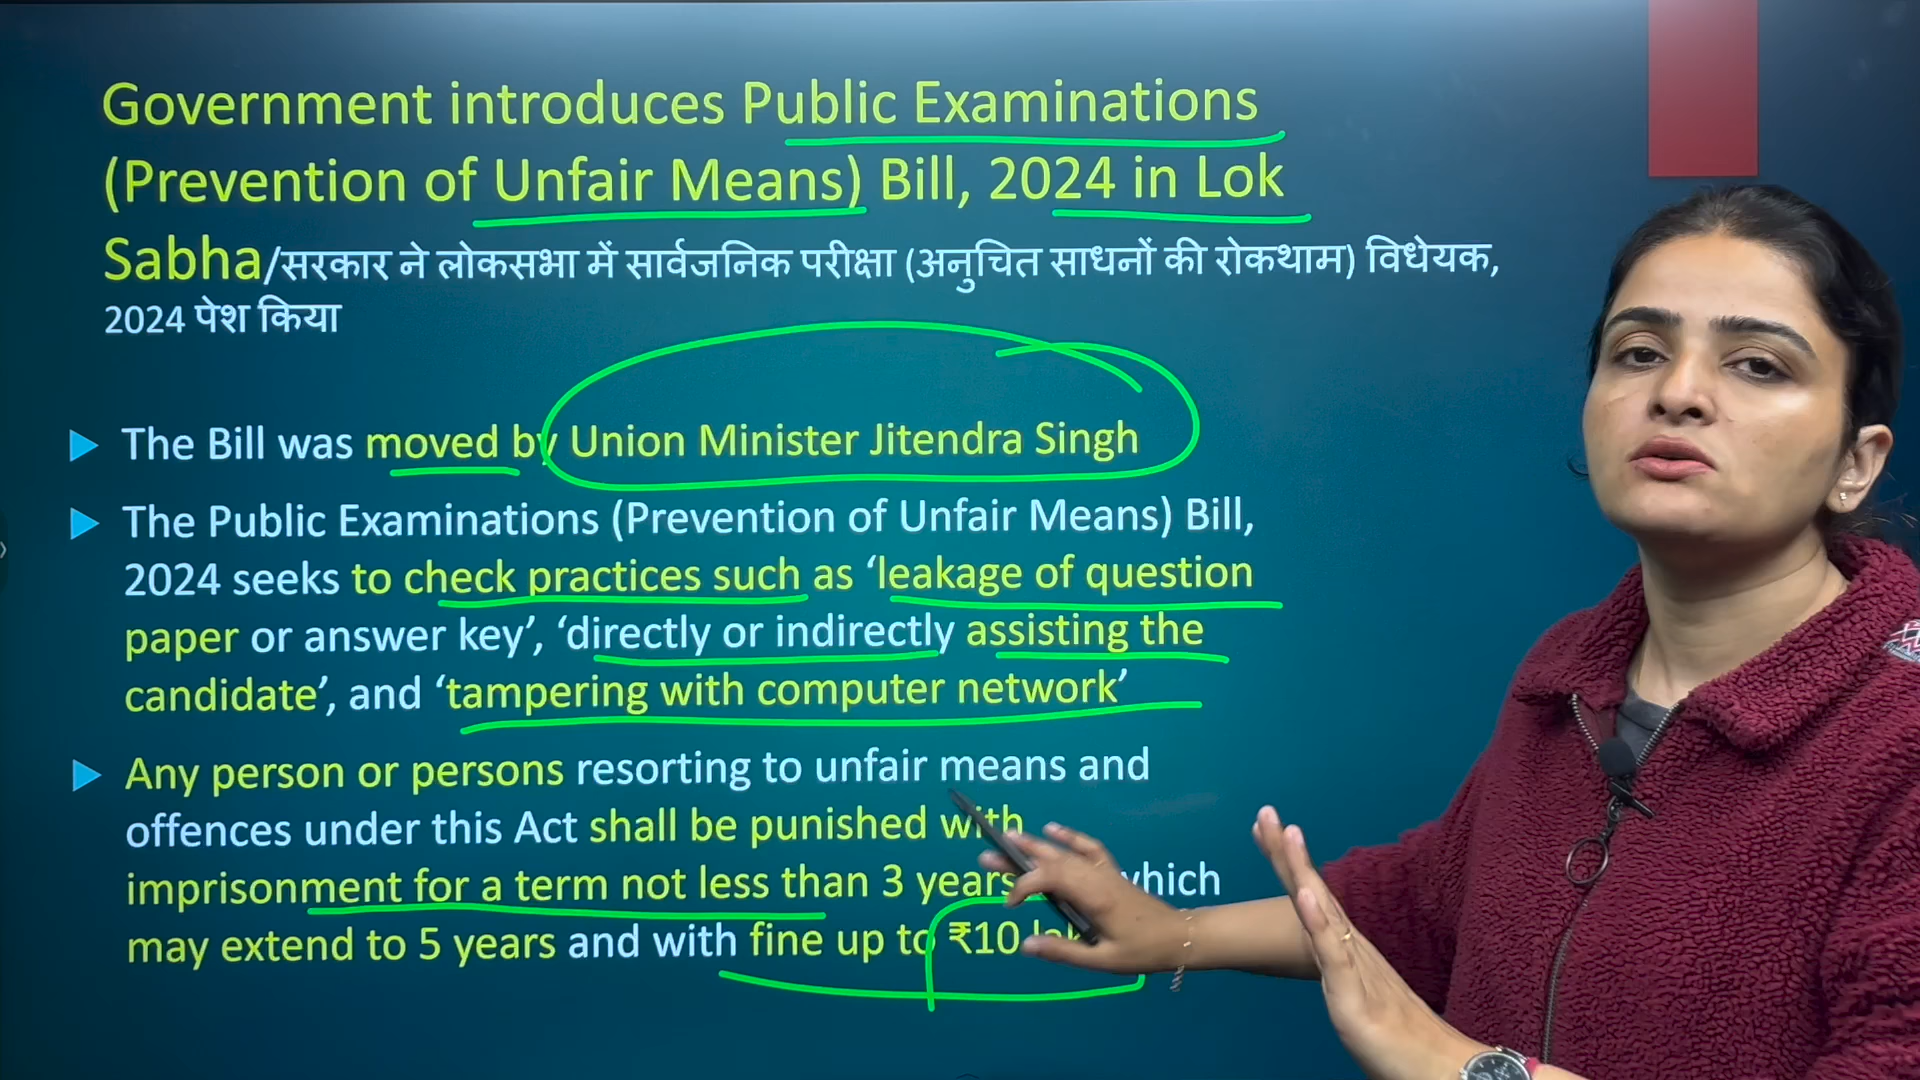 Government introduces Public Examinations
(Prevention of Unfair Means) Bill, 2024 in Lok
Sabha/सरकार ने लोकसभा में सार्वजनिक परीक्षा (अनुचित साधनों की रोकथाम) विधेयक,
2024 पेश किया
The Bill was moved by Union Minister Jitendra Singh
The Public Examinations (Prevention of Unfair Means) Bill,
2024 seeks to check practices such as ‘leakage of question
paper or answer key’, ‘directly or indirectly assisting the
candidate’, and ‘tampering with computer network’
Any person or persons resorting to unfair means and
offences under this Act shall be punished with
imprisonment for a term not less than 3 years which
may extend to 5 years and with fine up to ₹10